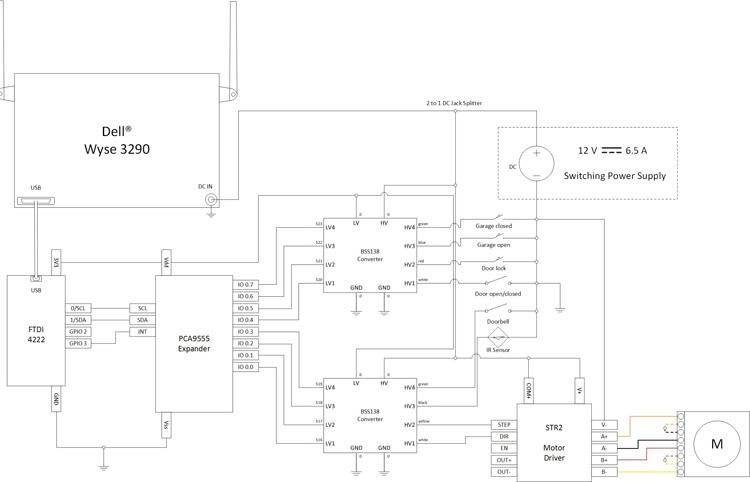 2 to 1 DC Jack Splitter
Dell®
Wyse 3290
12 V 6.5 A
DC
Switching Power Supply
USB
DC IN
3V3
Vdd
LV
HV
LV4
LV3
LV2
LV1
BSS138
Converter
HV4
HV3
HV2
HV1
GND
GND
green
blue
red
white
Garage closed
Garage open
Door lock
Door open/closed
Doorbell
IR Sensor
USB
FTDI
4222
0/SCL
1/SDA
GPIO 2
GPIO 3
SCL
SDA
INT
PCA9555
Expander
IO 0.7
IO 0.6
IO 0.5
IO 0.4
IO 0.3
IO 0.2
IO 0.1
IO 0.0
GND
Vss
LV
HV
LV4
LV3
LV2
LV1
BSS138
Converter
HV4
HV3
HV2
HV1
GND
GND
green
black
yellow
white
COM+
V+
STEP
DIR
EN
OUT+
OUT-
STR2
Motor
Driver
V-
A+
A-
B+
B-
M